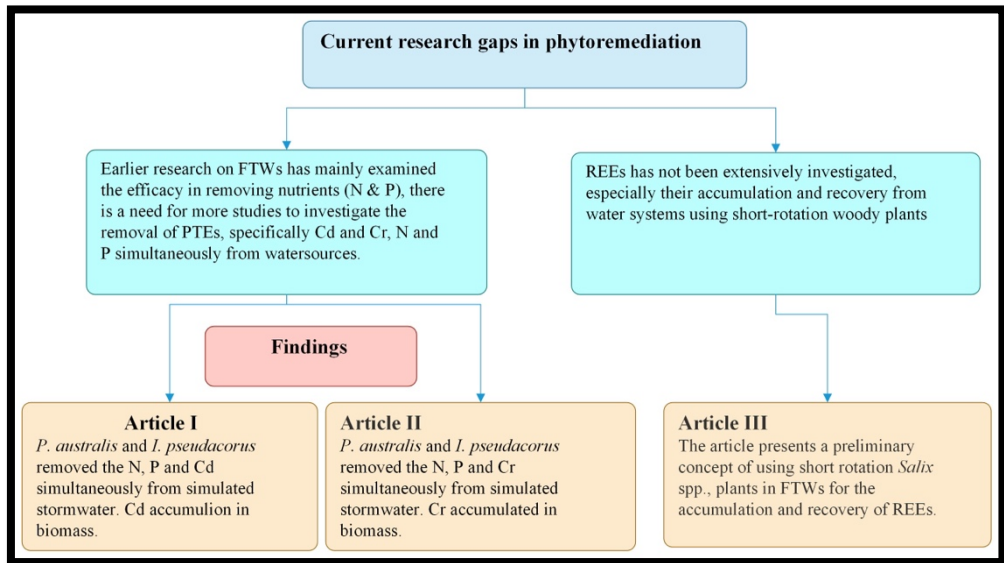 Current research gaps in phytoremediation
Earlier research on FTWs has mainly examined
the efficacy in removing nutrients (N & P), there
is a need for more studies to investigate the
removal of PTEs, specifically Cd and Cr, N and
P simultaneously from watersources.
REEs has not been extensively investigated,
especially their accumulation and recovery from
water systems using short-rotation woody plants
Findings
Article I
P. australis and I. pseudacorus
removed the N, P and Cd
simultaneously from simulated
stormwater. Cd accumulion in
biomass.
Article II
P. australis and I. pseudacorus
removed the N, P and Cr
simultaneously from simulated
stormwater. Cr accumulated in
biomass.
Article III
The article presents a preliminary
concept of using short rotation Salix
spp., plants in FTWs for the
accumulation and recovery of REEs.